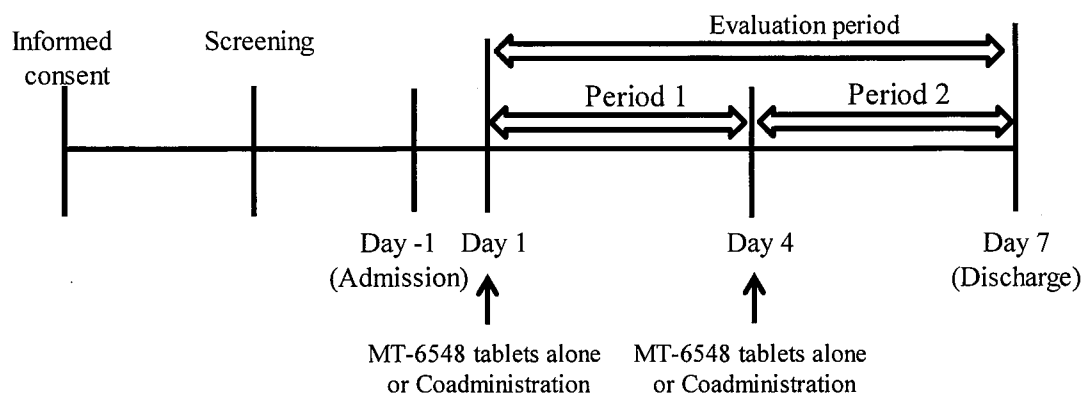 Informed
consent
Screening
Evaluation period
Period 1
Period 2
Day -1
(Admission)
Day 1
Day 4
Day 7
(Discharge)
MT-6548 tablets alone
or Coadministration
MT-6548 tablets alone
or Coadministration